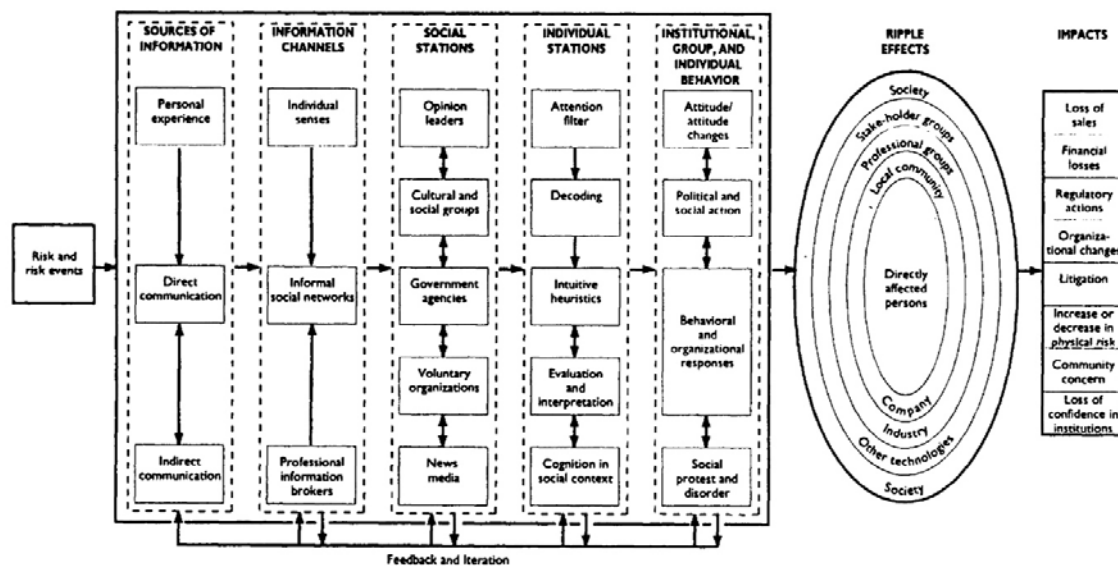 SOURCES OF
INFORMATION
INFORMATION
CHANNELS
SOCIAL
STATIONS
INDIVIDUAL
STATIONS
INSTITUTIONAL,
GROUP, AND
INDIVIDUAL
BEHAVIOR
RIPPLE
EFFECTS
IMPACTS
Risk and
risk events
Personal
experience
Direct
communication
Indirect
communication
Individual
senses
Informal
social networks
Professional
information
brokers
Opinion
leaders
Cultural and
social groups
Government
agencies
Voluntary
organizations
News
media
Attention
filter
Decoding
Intuitive
heuristics
Evaluation and
interpretation
Cognition in
social context
Attitude/
attitude
changes
Political and
social action
Behavioral and
organizational
responses
Social
protest and
disorder
Society
Stake-holder groups
Professional groups
Local community
Directly
affected
persons
Company
Industry
Other technologies
Society
Loss of
sales
Financial
losses
Regulatory
actions
Organiza-
tional changes
Litigation
Increase or
decrease in
physical risk
Community
concern
Loss of
confidence in
institutions
Feedback and Iteration